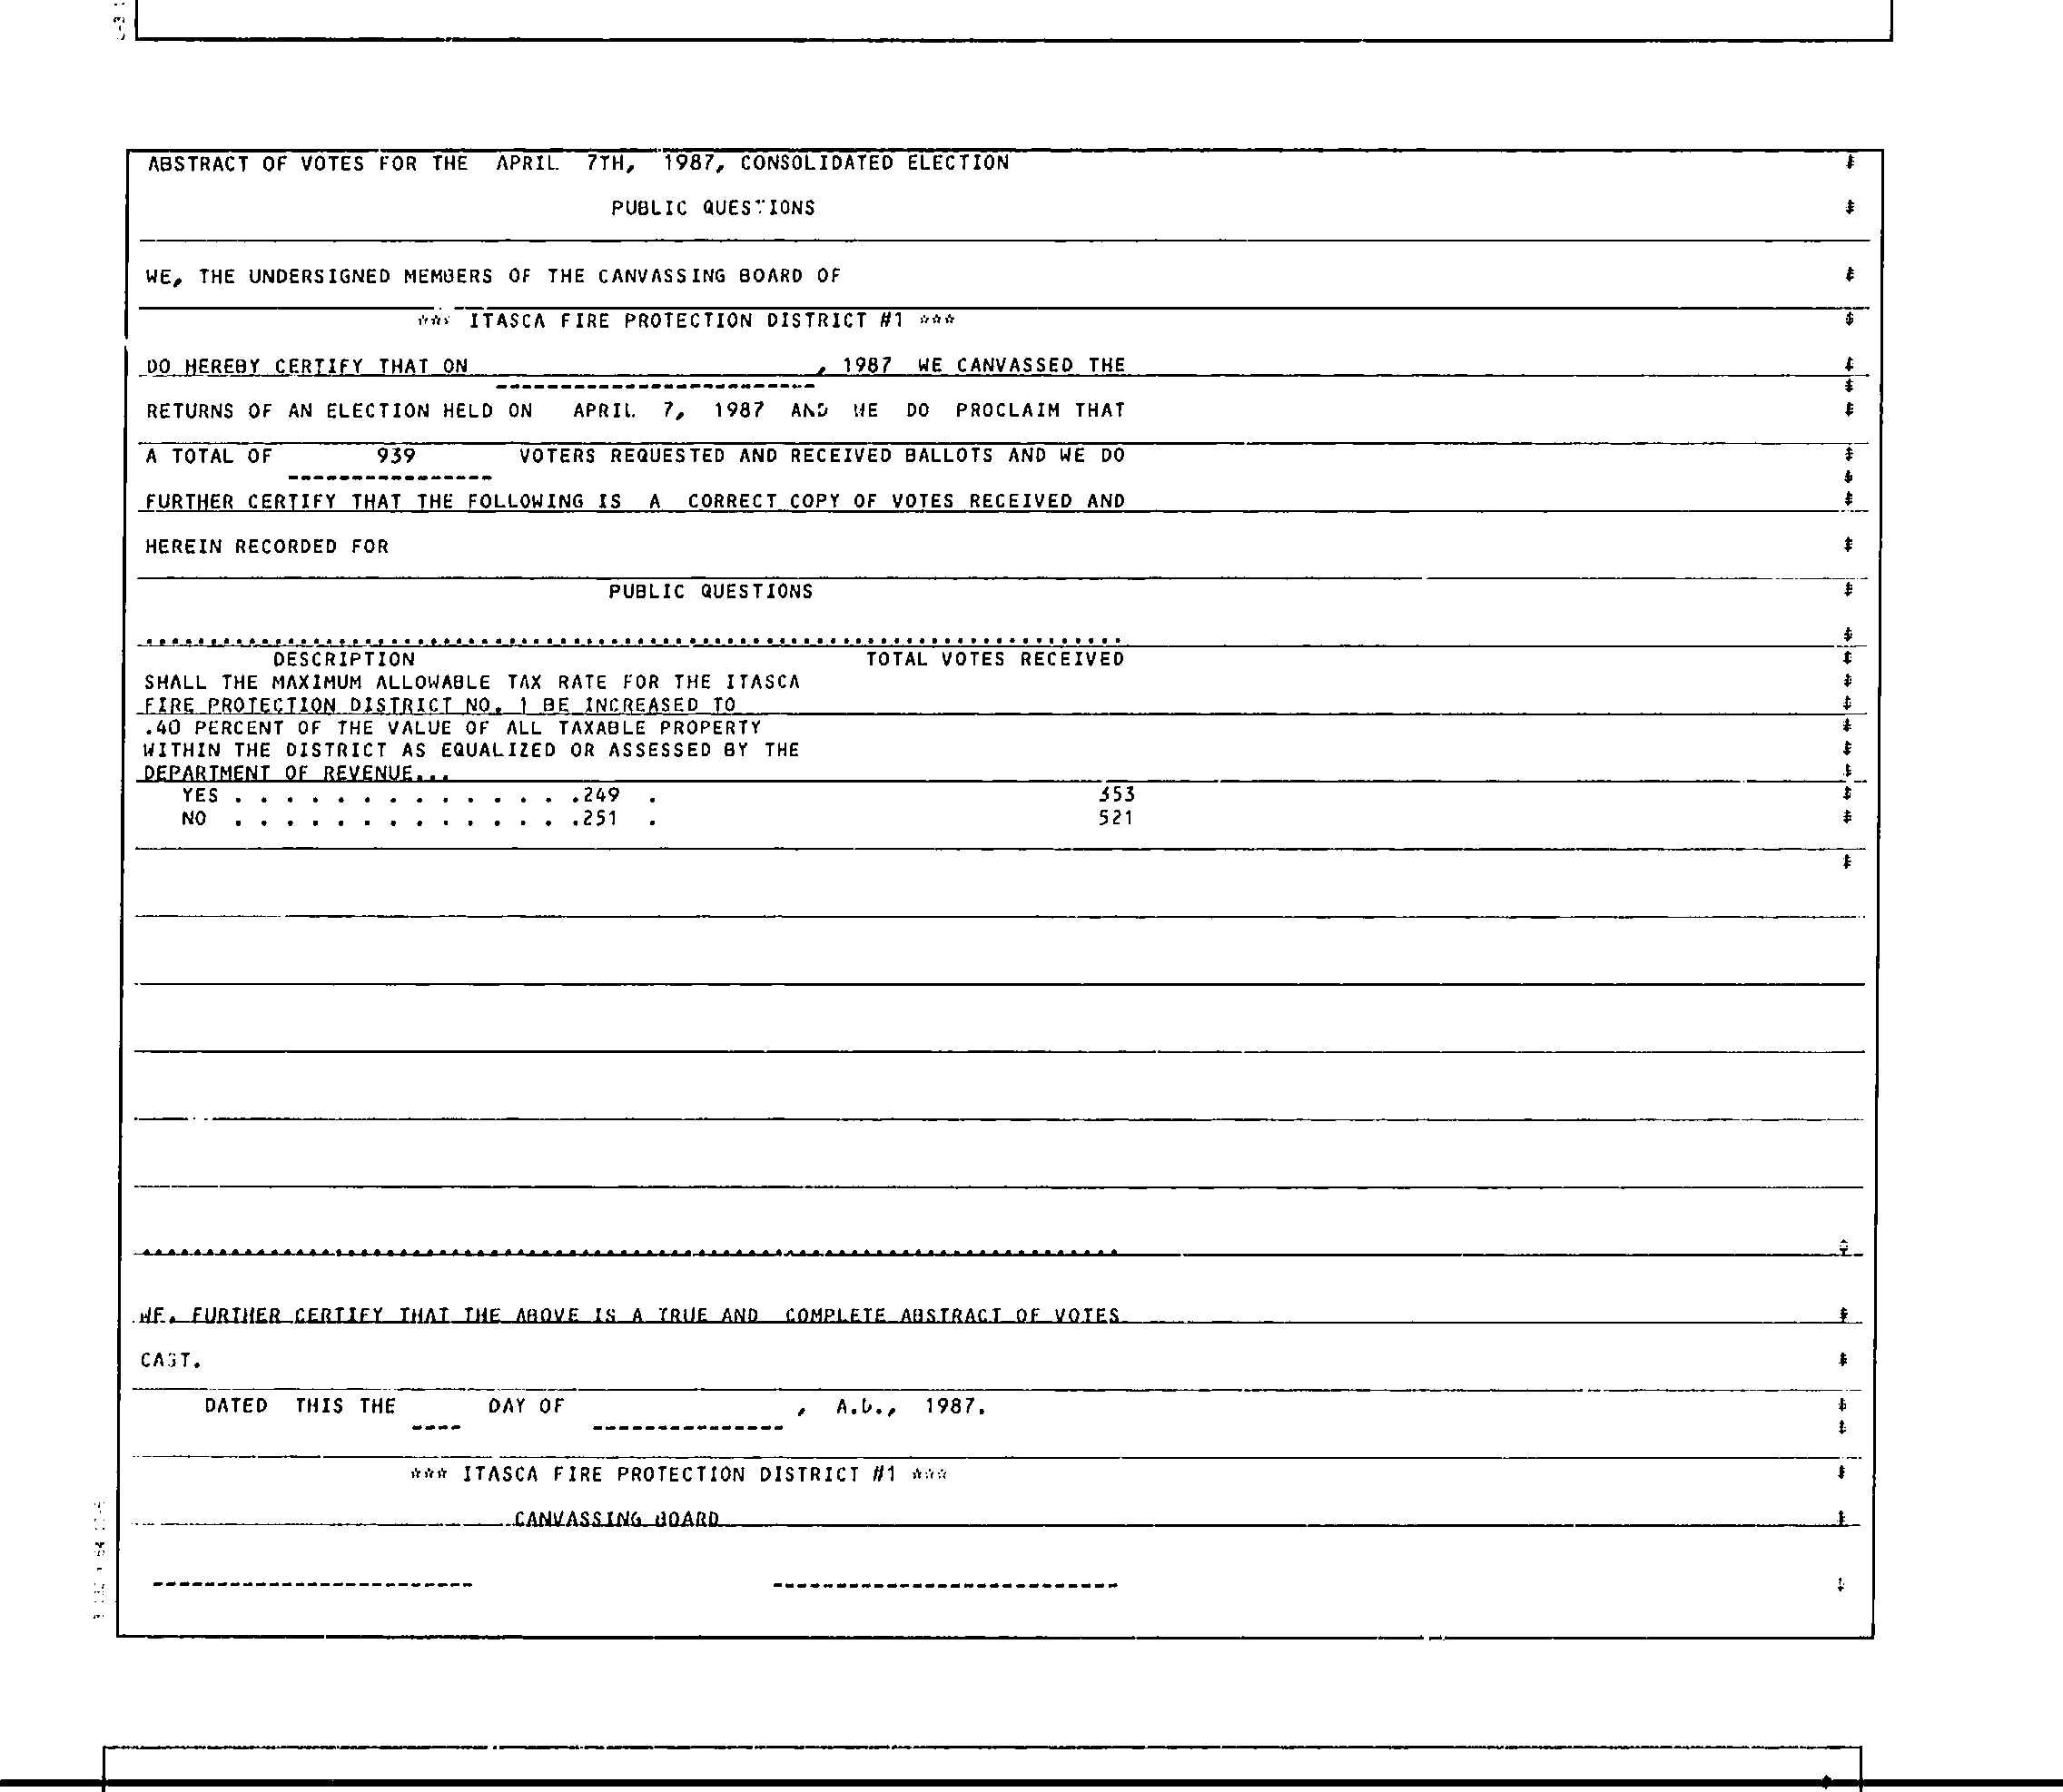 ABSTRACT OF VOTES FOR THE APRIL 7TH, 1987, CONSOLIDATED ELECTION
PUBLIC QUESTIONS
WE, THE UNDERSIGNED MEMBERS OF THE CANVASSING BOARD OF
*** ITASCA FIRE PROTECTION DISTRICT #1 ***
DO HEREBY CERTIFY THAT ON , 1987 WE CANVASSED THE
RETURNS OF AN ELECTION HELD ON APRIL 7, 1987 AND WE DO PROCLAIM THAT
A TOTAL OF 939 VOTERS REQUESTED AND RECEIVED BALLOTS AND WE DO
FURTHER CERTIFY THAT THE FOLLOWING IS A CORRECT COPY OF VOTES RECEIVED AND
HEREIN RECORDED FOR
PUBLIC QUESTIONS
DESCRIPTION TOTAL VOTES RECEIVED
SHALL THE MAXIMUM ALLOWABLE TAX RATE FOR THE ITASCA
FIRE PROTECTION DISTRICT NO. 1 BE INCREASED TO
.40 PERCENT OF THE VALUE OF ALL TAXABLE PROPERTY
WITHIN THE DISTRICT AS EQUALIZED OR ASSESSED BY THE
DEPARTMENT OF REVENUE...
YES . . . . . . . . . . . . . .249 . 353
NO . . . . . . . . . . . . . .251 . 521
WE, FURTHER CERTIFY THAT THE ABOVE IS A TRUE AND COMPLETE ABSTRACT OF VOTES
CAST.
DATED THIS THE ---- DAY OF ---------------, A.D., 1987.
*** ITASCA FIRE PROTECTION DISTRICT #1 ***
CANVASSING BOARD